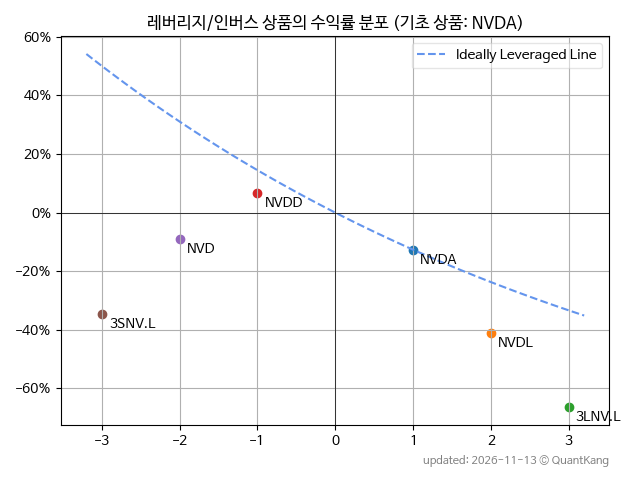 레버리지/인버스 상품의 수익률 분포 (기초 상품: NVDA)
60%
40%
20%
0%
−20%
−40%
−60%
Ideally Leveraged Line
NVDD
NVD
NVDA
3SNV.L
NVDL
3LNV.L
−3
−2
−1
0
1
2
3
updated: 2026-11-13 © QuantKang